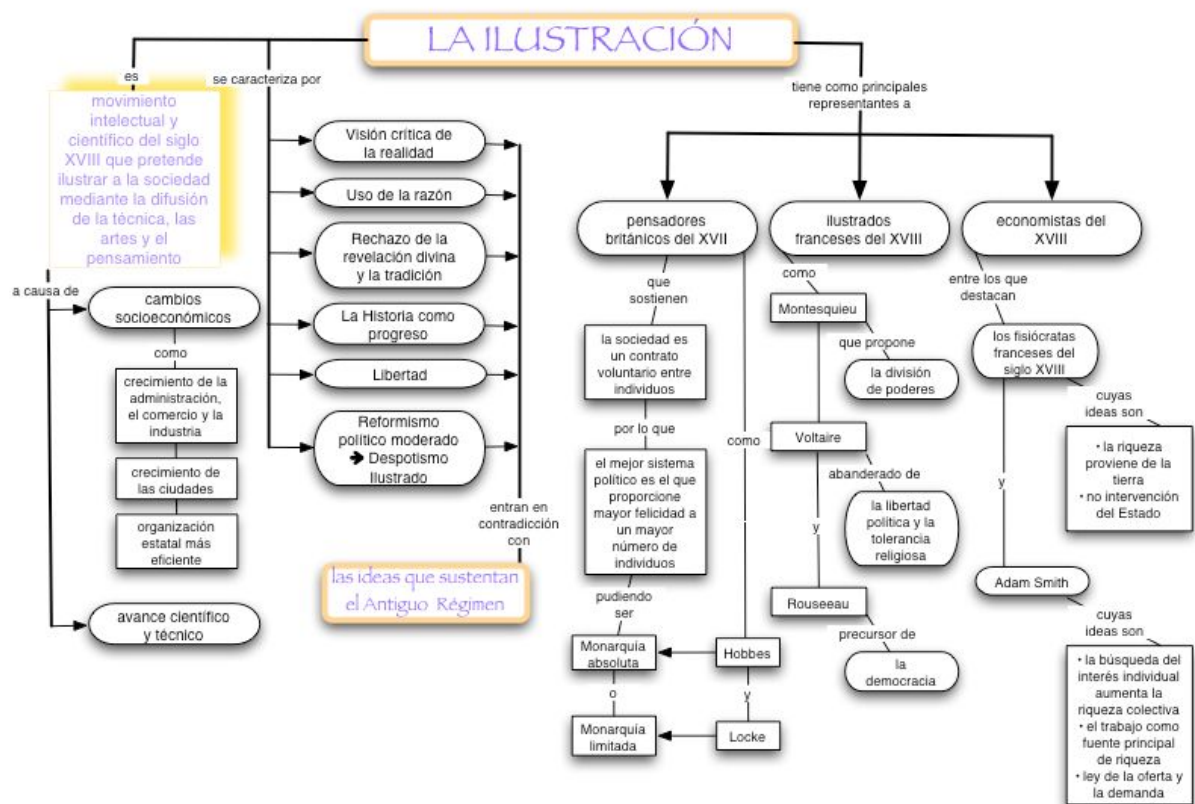 LA ILUSTRACIÓN
es
movimiento
intelectual y
científico del siglo
XVIII que pretende
ilustrar a la sociedad
mediante la difusión
de la técnica, las
artes y el
pensamiento
a causa de
cambios
socioeconómicos
como
crecimiento de la
administración,
el comercio y la
industria
crecimiento de
las ciudades
organización
estatal más
eficiente
avance científico
y técnico
se caracteriza por
Visión crítica de
la realidad
Uso de la razón
Rechazo de la
revelación divina
y la tradición
La Historia como
progreso
Libertad
Reformismo
político moderado
➔ Despotismo
Ilustrado
entran en
contradicción
con
las ideas que sustentan
el Antiguo Régimen
tiene como principales
representantes a
pensadores
británicos del XVII
que
sostienen
la sociedad es
un contrato
voluntario entre
individuos
por lo que
el mejor sistema
político es el que
proporcione
mayor felicidad a
un mayor
número de
individuos
pudiendo
ser
Monarquía
absoluta
o
Monarquía
limitada
como
Hobbes
y
Locke
ilustrados
franceses del XVIII
como
Montesquieu
que propone
la división
de poderes
Voltaire
abanderado de
la libertad
política y la
tolerancia
religiosa
y
Rouseeau
precursor de
la
democracia
economistas del
XVIII
entre los que
destacan
los fisiócratas
franceses del
siglo XVIII
cuyas
ideas son
• la riqueza
proviene de la
tierra
• no intervención
del Estado
y
Adam Smith
cuyas
ideas son
• la búsqueda del
interés individual
aumenta la
riqueza colectiva
• el trabajo como
fuente principal
de riqueza
• ley de la oferta y
la demanda